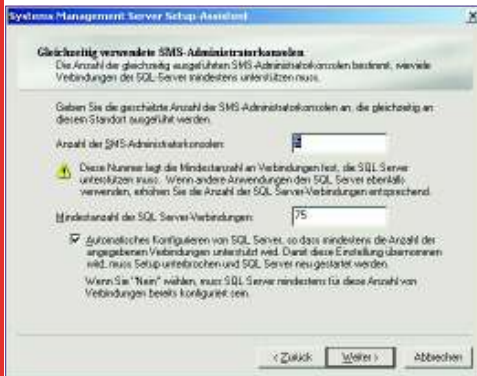 Systems Management Server Setup-Assistent
Gleichzeitig verwendete SMS-Administratorkonsolen
Die Anzahl der gleichzeitig ausgeführten SMS-Administratorkonsolen bestimmt, wieviele
Verbindungen der SQL-Server mindestens unterstützen muss.
Geben Sie die geschätzte Anzahl der SMS-Administratorkonsolen an, die gleichzeitig an
diesem Standort ausgeführt werden.
Anzahl der SMS-Administratorkonsolen:
Diese Nummer legt die Mindestanzahl an Verbindungen fest, die SQL Server
unterstützen muss. Wenn andere Anwendungen den SQL Server ebenfalls
verwenden, erhöhen Sie die Anzahl der SQL Server-Verbindungen entsprechend.
Mindestanzahl der SQL Server-Verbindungen: 75
Automatisches Konfigurieren von SQL Server, so dass mindestens die Anzahl der
angegebenen Verbindungen unterstützt wird. Damit diese Einstellung übernommen
wird, muss Setup unterbrochen und SQL Server neu gestartet werden.
Wenn Sie "Nein" wählen, muss SQL Server mindestens für diese Anzahl von
Verbindungen bereits konfiguriert sein.
< Zurück Weiter > Abbrechen